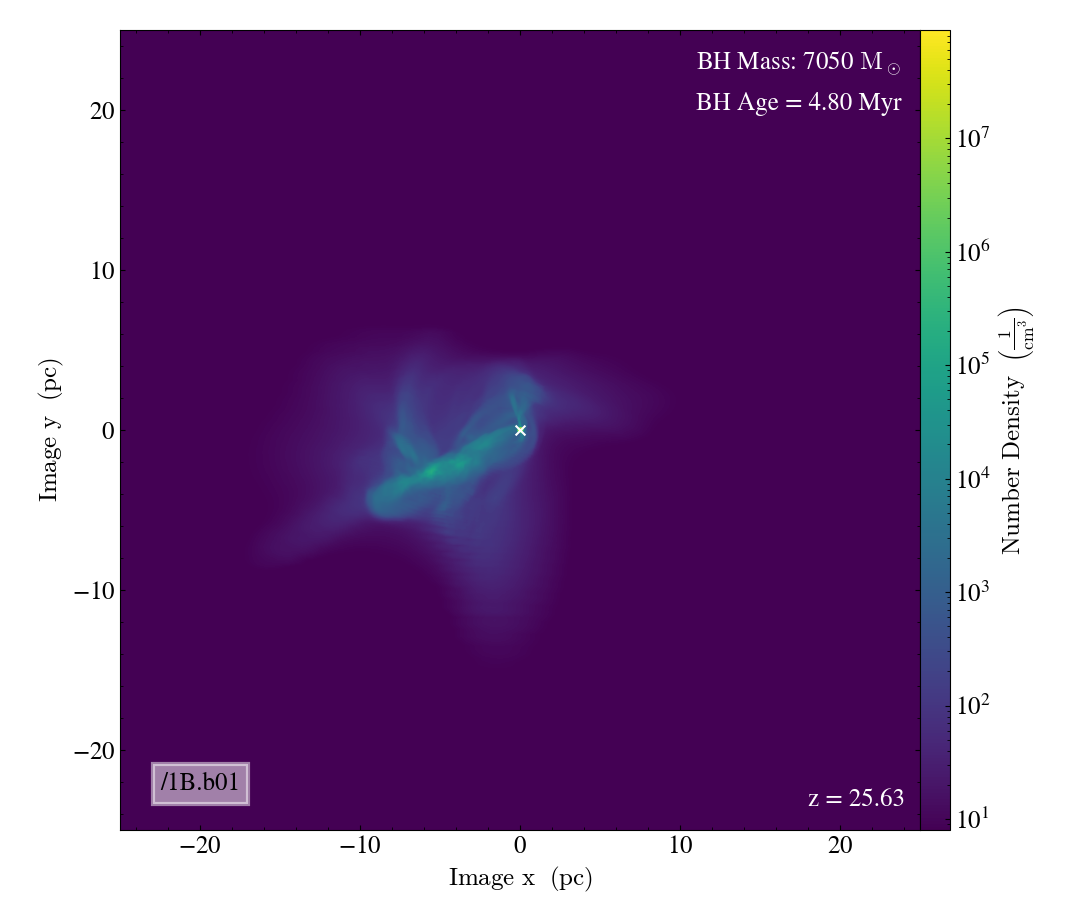 BH Mass: 7050 M⊙
BH Age = 4.80 Myr
20
10
0
−10
−20
Image y (pc)
/1B.b01
z = 25.63
−20 −10 0 10 20
Image x (pc)
10⁷
10⁶
10⁵
10⁴
10³
10²
10¹
Number Density (1/cm³)